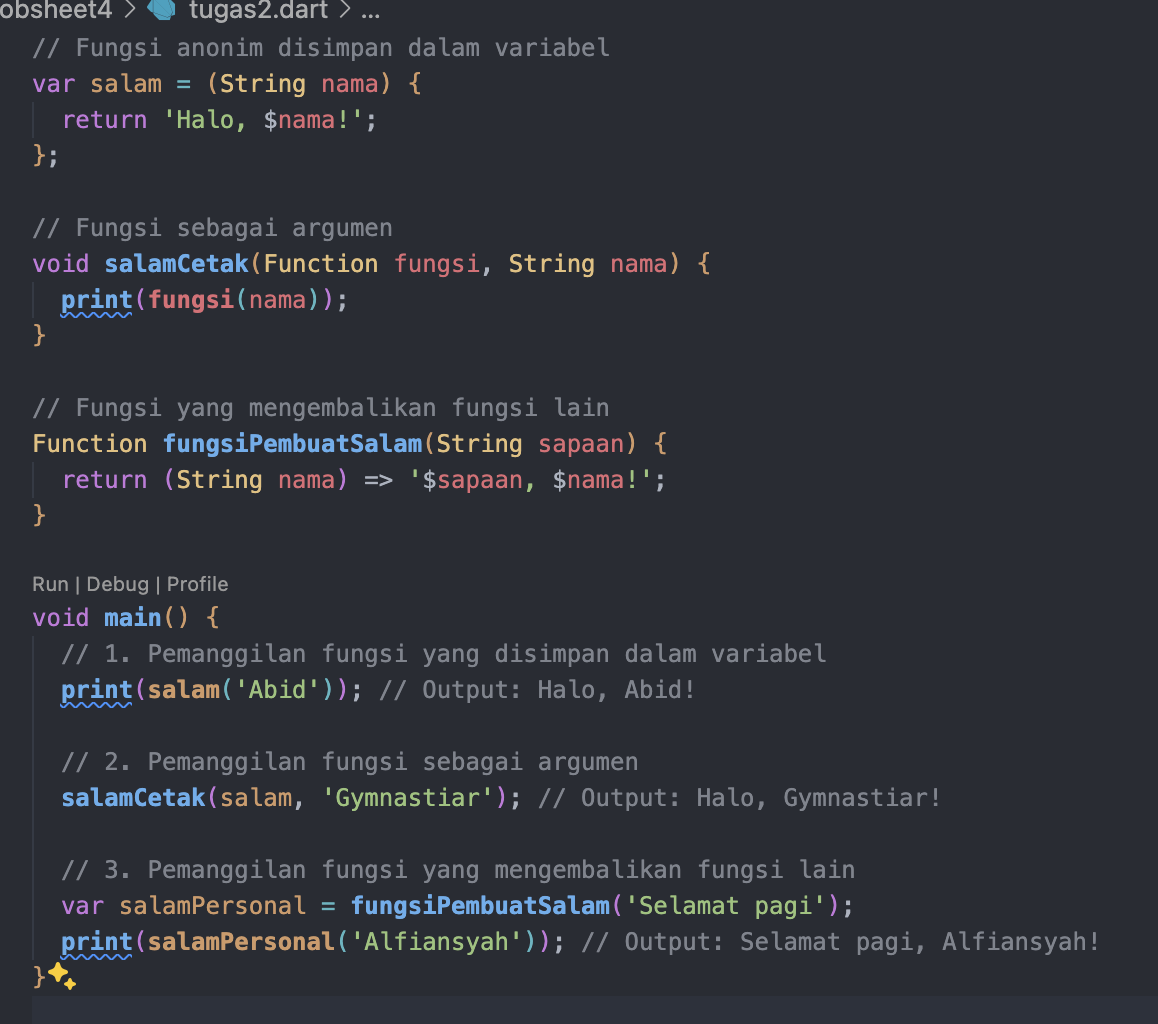 obsheet4 > tugas2.dart > ...
// Fungsi anonim disimpan dalam variabel
var salam = (String nama) {
  return 'Halo, $nama!';
};

// Fungsi sebagai argumen
void salamCetak(Function fungsi, String nama) {
  print(fungsi(nama));
}

// Fungsi yang mengembalikan fungsi lain
Function fungsiPembuatSalam(String sapaan) {
  return (String nama) => '$sapaan, $nama!';
}

Run | Debug | Profile
void main() {
  // 1. Pemanggilan fungsi yang disimpan dalam variabel
  print(salam('Abid')); // Output: Halo, Abid!

  // 2. Pemanggilan fungsi sebagai argumen
  salamCetak(salam, 'Gymnastiar'); // Output: Halo, Gymnastiar!

  // 3. Pemanggilan fungsi yang mengembalikan fungsi lain
  var salamPersonal = fungsiPembuatSalam('Selamat pagi');
  print(salamPersonal('Alfiansyah')); // Output: Selamat pagi, Alfiansyah!
}